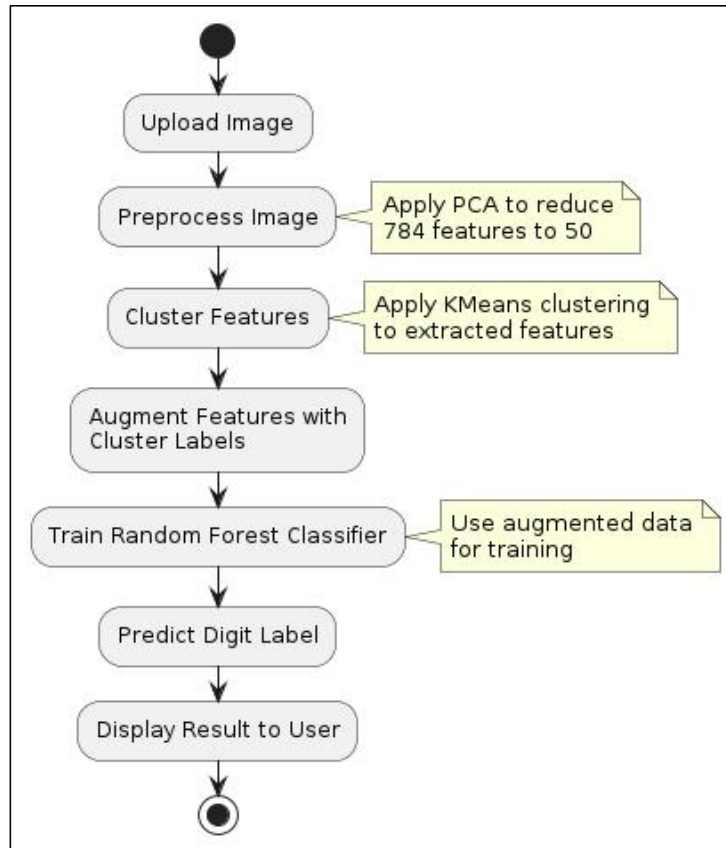 Upload Image
Preprocess Image
Apply PCA to reduce
784 features to 50
Cluster Features
Apply KMeans clustering
to extracted features
Augment Features with
Cluster Labels
Train Random Forest Classifier
Use augmented data
for training
Predict Digit Label
Display Result to User